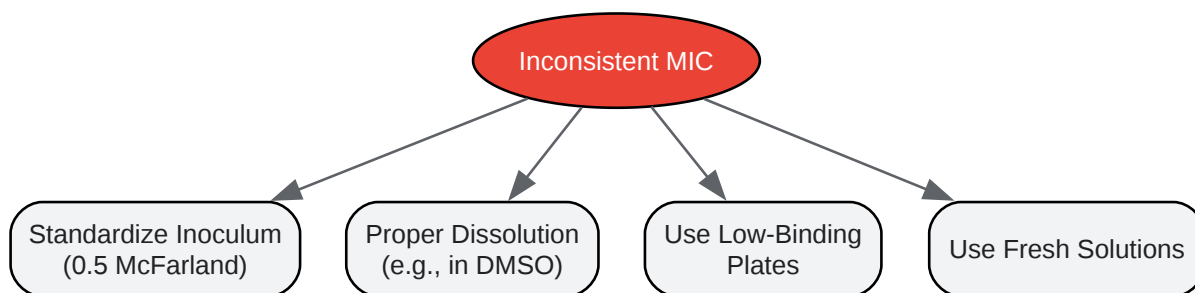 Inconsistent MIC
Standardize Inoculum
(0.5 McFarland)
Proper Dissolution
(e.g., in DMSO)
Use Low-Binding
Plates
Use Fresh Solutions